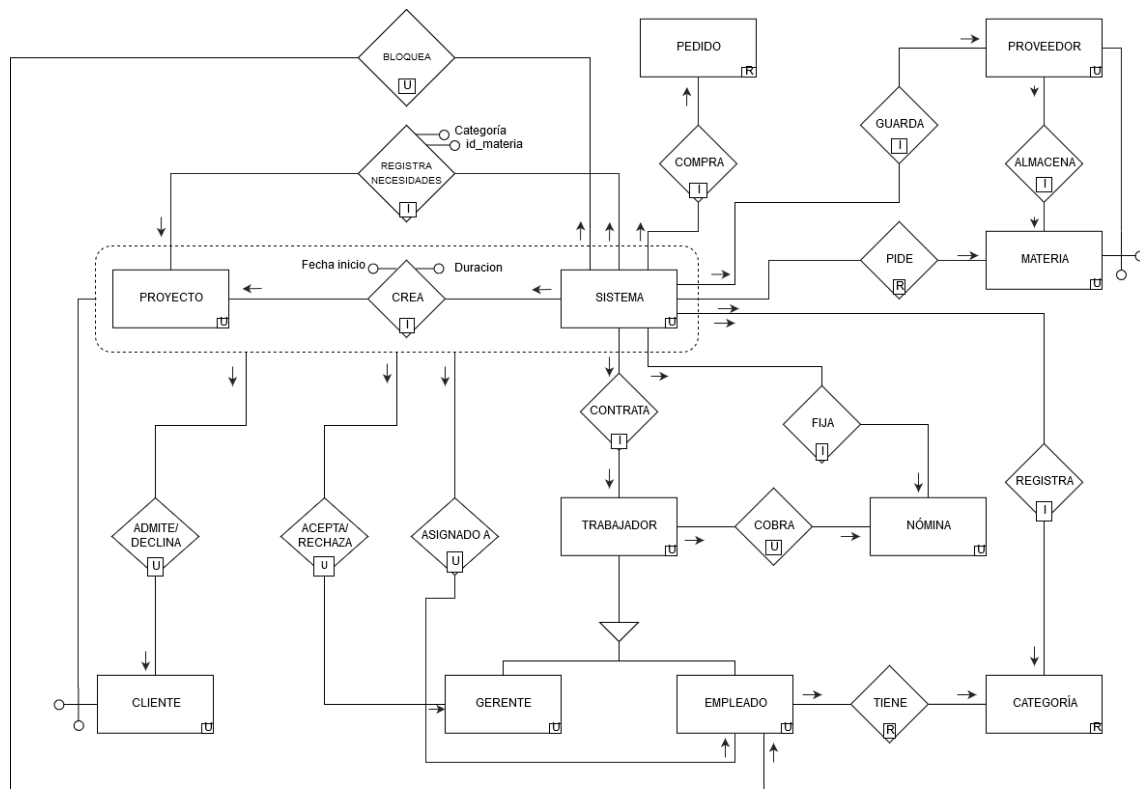 BLOQUEA
U
PEDIDO
R
PROVEEDOR
U
Categoría
id_materia
REGISTRA
NECESIDADES
I
COMPRA
I
GUARDA
I
ALMACENA
I
Fecha inicio
Duracion
PROYECTO
U
CREA
I
SISTEMA
U
PIDE
R
MATERIA
U
CONTRATA
I
FIJA
I
REGISTRA
I
ADMITE/
DECLINA
U
ACEPTA/
RECHAZA
U
ASIGNADO A
U
TRABAJADOR
U
COBRA
U
NÓMINA
U
CLIENTE
U
GERENTE
U
EMPLEADO
U
TIENE
R
CATEGORÍA
R